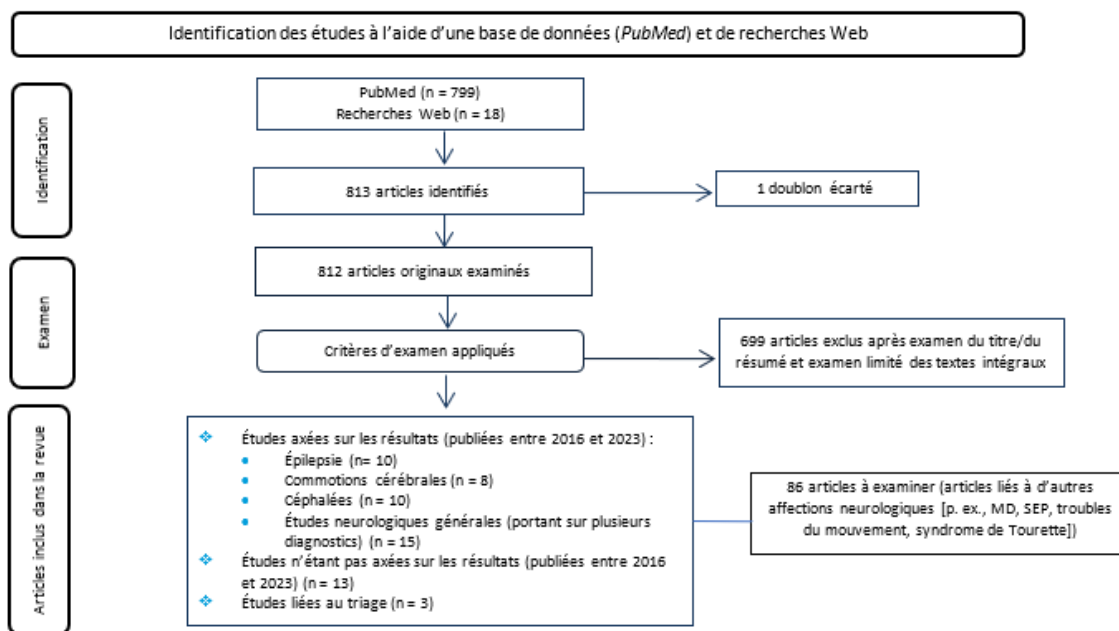 Identification des études à l'aide d'une base de données (PubMed) et de recherches Web
Identification
PubMed (n = 799)
Recherches Web (n = 18)
813 articles identifiés
1 doublon écarté
Examen
812 articles originaux examinés
Critères d'examen appliqués
699 articles exclus après examen du titre/du
résumé et examen limité des textes intégraux
Articles inclus dans la revue
❖ Études axées sur les résultats (publiées entre 2016 et 2023) :
• Épilepsie (n= 10)
• Commotions cérébrales (n = 8)
• Céphalées (n = 10)
• Études neurologiques générales (portant sur plusieurs
diagnostics) (n = 15)
❖ Études n'étant pas axées sur les résultats (publiées entre 2016
et 2023) (n = 13)
❖ Études liées au triage (n = 3)
86 articles à examiner (articles liés à d'autres
affections neurologiques [p. ex., MD, SEP, troubles
du mouvement, syndrome de Tourette])